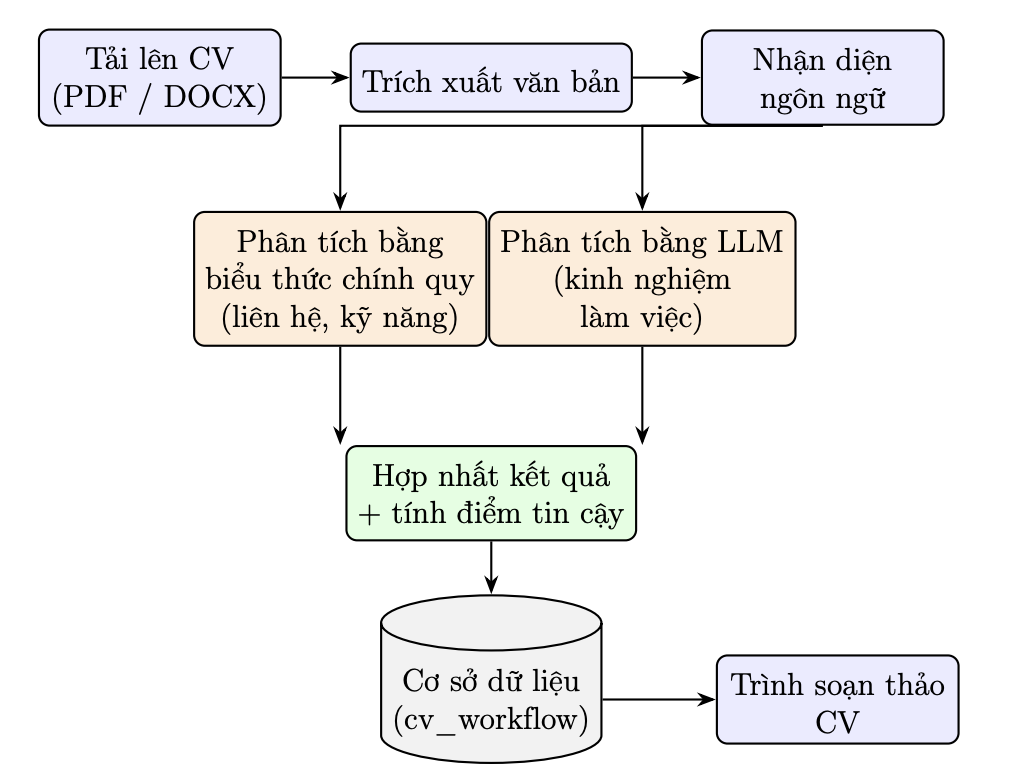 Tải lên CV
(PDF / DOCX)
Trích xuất văn bản
Nhận diện
ngôn ngữ
Phân tích bằng
biểu thức chính quy
(liên hệ, kỹ năng)
Phân tích bằng LLM
(kinh nghiệm
làm việc)
Hợp nhất kết quả
+ tính điểm tin cậy
Cơ sở dữ liệu
(cv_workflow)
Trình soạn thảo
CV